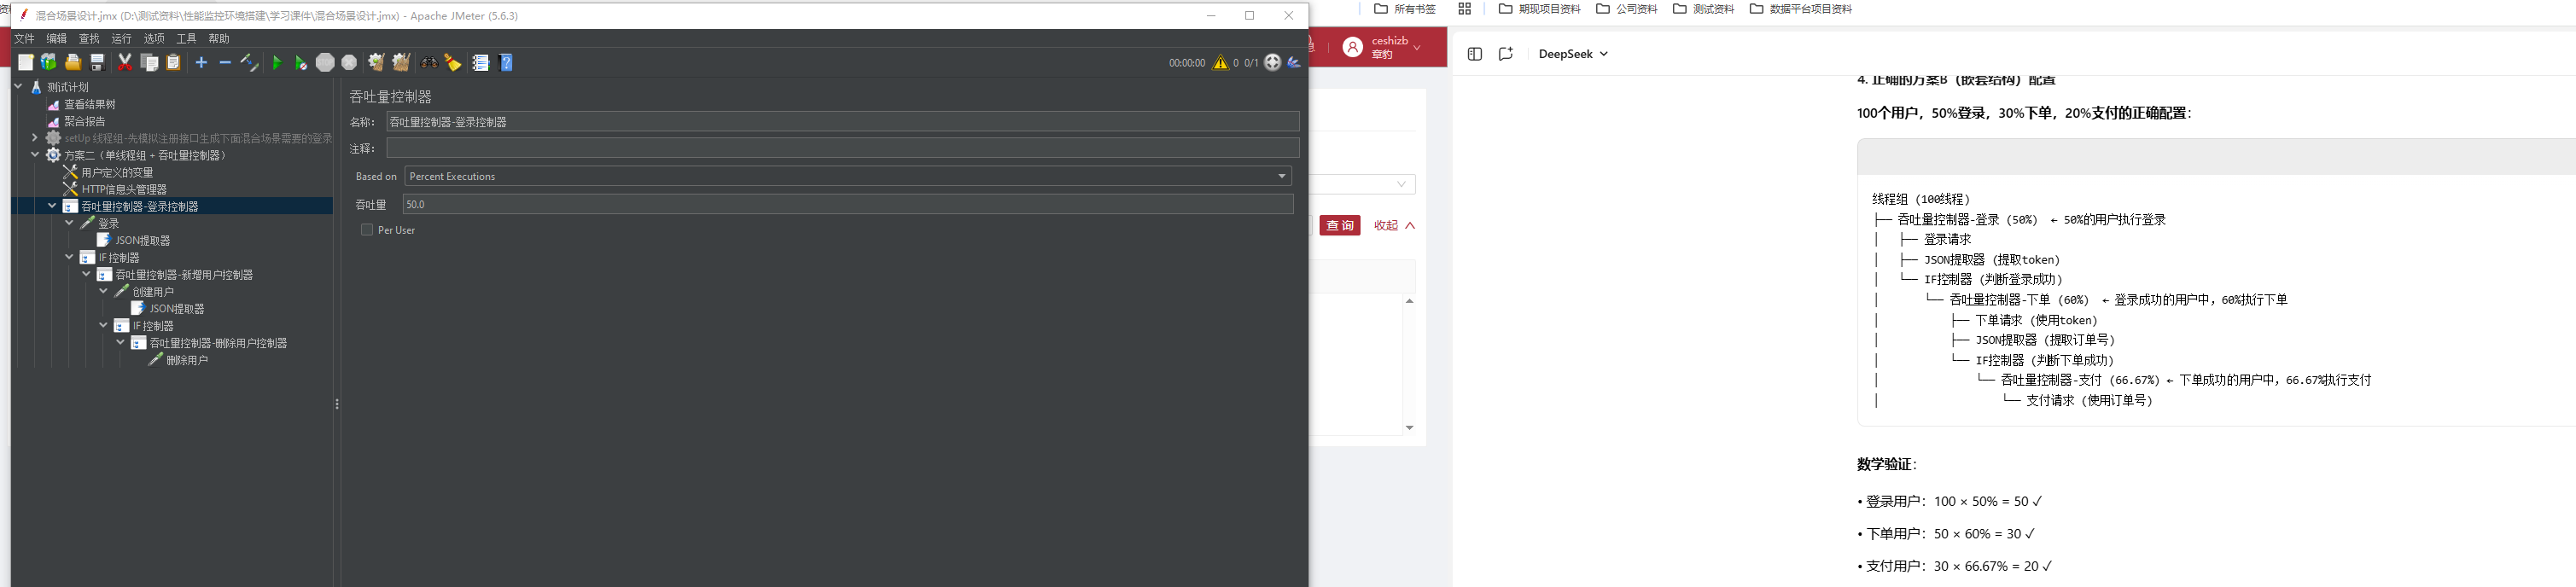 混合场景设计.jmx (D:\测试资料\性能监控环境搭建\学习课件\混合场景设计.jmx) - Apache JMeter (5.6.3)
文件 编辑 查找 运行 选项 工具 帮助
00:00:00 0 0/1
测试计划
查看结果树
聚合报告
setUp 线程组-先模拟注册接口生成下面混合场景需要的登录
方案二（单线程组 + 吞吐量控制器）
用户定义的变量
HTTP信息头管理器
吞吐量控制器-登录控制器
登录
JSON提取器
IF 控制器
吞吐量控制器-新增用户控制器
创建用户
JSON提取器
IF 控制器
吞吐量控制器-删除用户控制器
删除用户
吞吐量控制器
名称： 吞吐量控制器-登录控制器
注释：
Based on Percent Executions
吞吐量 50.0
Per User
所有书签 期现项目资料 公司资料 测试资料 数据平台项目资料
ceshizb
章豹
查 询 收起
DeepSeek
4. 正确的方案B（嵌套结构）配置
100个用户，50%登录，30%下单，20%支付的正确配置：
线程组 (100线程)
├── 吞吐量控制器-登录 (50%) ← 50%的用户执行登录
│   ├── 登录请求
│   ├── JSON提取器 (提取token)
│   └── IF控制器 (判断登录成功)
│       └── 吞吐量控制器-下单 (60%) ← 登录成功的用户中，60%执行下单
│           ├── 下单请求 (使用token)
│           ├── JSON提取器 (提取订单号)
│           └── IF控制器 (判断下单成功)
│               └── 吞吐量控制器-支付 (66.67%) ← 下单成功的用户中，66.67%执行支付
│                   └── 支付请求 (使用订单号)
数学验证：
• 登录用户：100 × 50% = 50 ✓
• 下单用户：50 × 60% = 30 ✓
• 支付用户：30 × 66.67% = 20 ✓